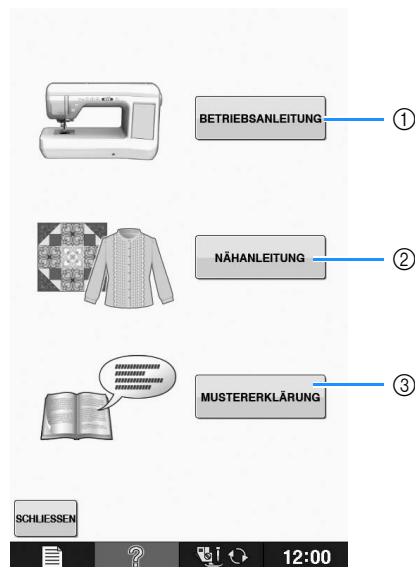 BETRIEBSANLEITUNG
①
NÄHANLEITUNG
②
MUSTERERKLÄRUNG
③
SCHLIESSEN
12:00